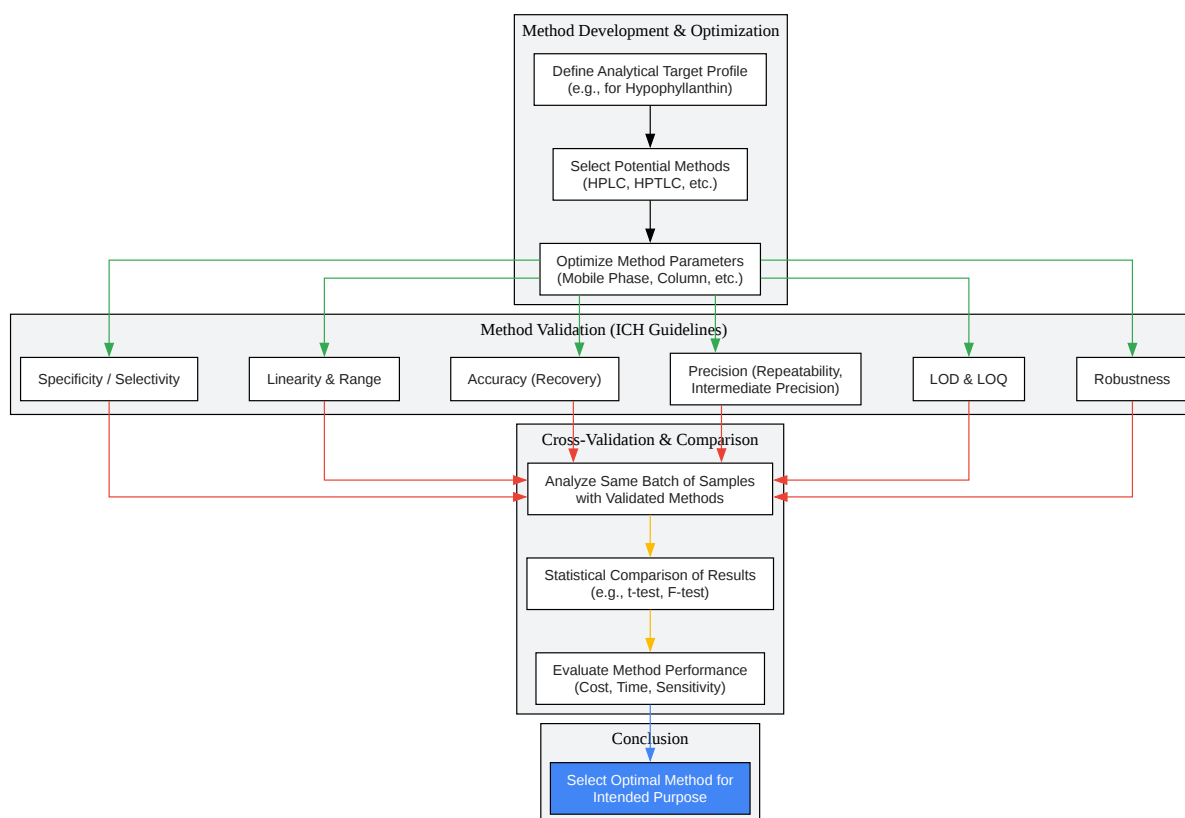 Method Development & Optimization
Define Analytical Target Profile
(e.g., for Hypophyllanthin)
Select Potential Methods
(HPLC, HPTLC, etc.)
Optimize Method Parameters
(Mobile Phase, Column, etc.)
Method Validation (ICH Guidelines)
Specificity / Selectivity
Linearity & Range
Accuracy (Recovery)
Precision (Repeatability,
Intermediate Precision)
LOD & LOQ
Robustness
Cross-Validation & Comparison
Analyze Same Batch of Samples
with Validated Methods
Statistical Comparison of Results
(e.g., t-test, F-test)
Evaluate Method Performance
(Cost, Time, Sensitivity)
Conclusion
Select Optimal Method for
Intended Purpose